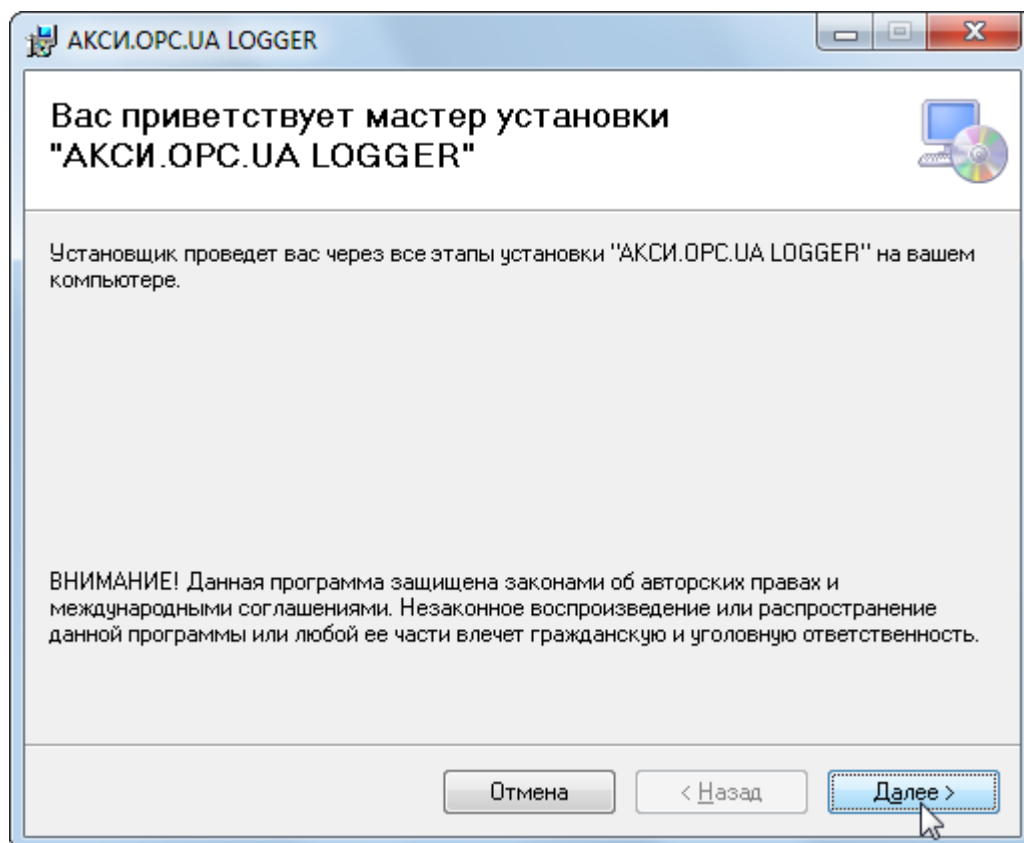 АКСИ.OPC.UA LOGGER
Вас приветствует мастер установки
"АКСИ.OPC.UA LOGGER"
Установщик проведет вас через все этапы установки "АКСИ.OPC.UA LOGGER" на вашем
компьютере.
ВНИМАНИЕ! Данная программа защищена законами об авторских правах и
международными соглашениями. Незаконное воспроизведение или распространение
данной программы или любой ее части влечет гражданскую и уголовную ответственность.
Отмена
< Назад
Далее >